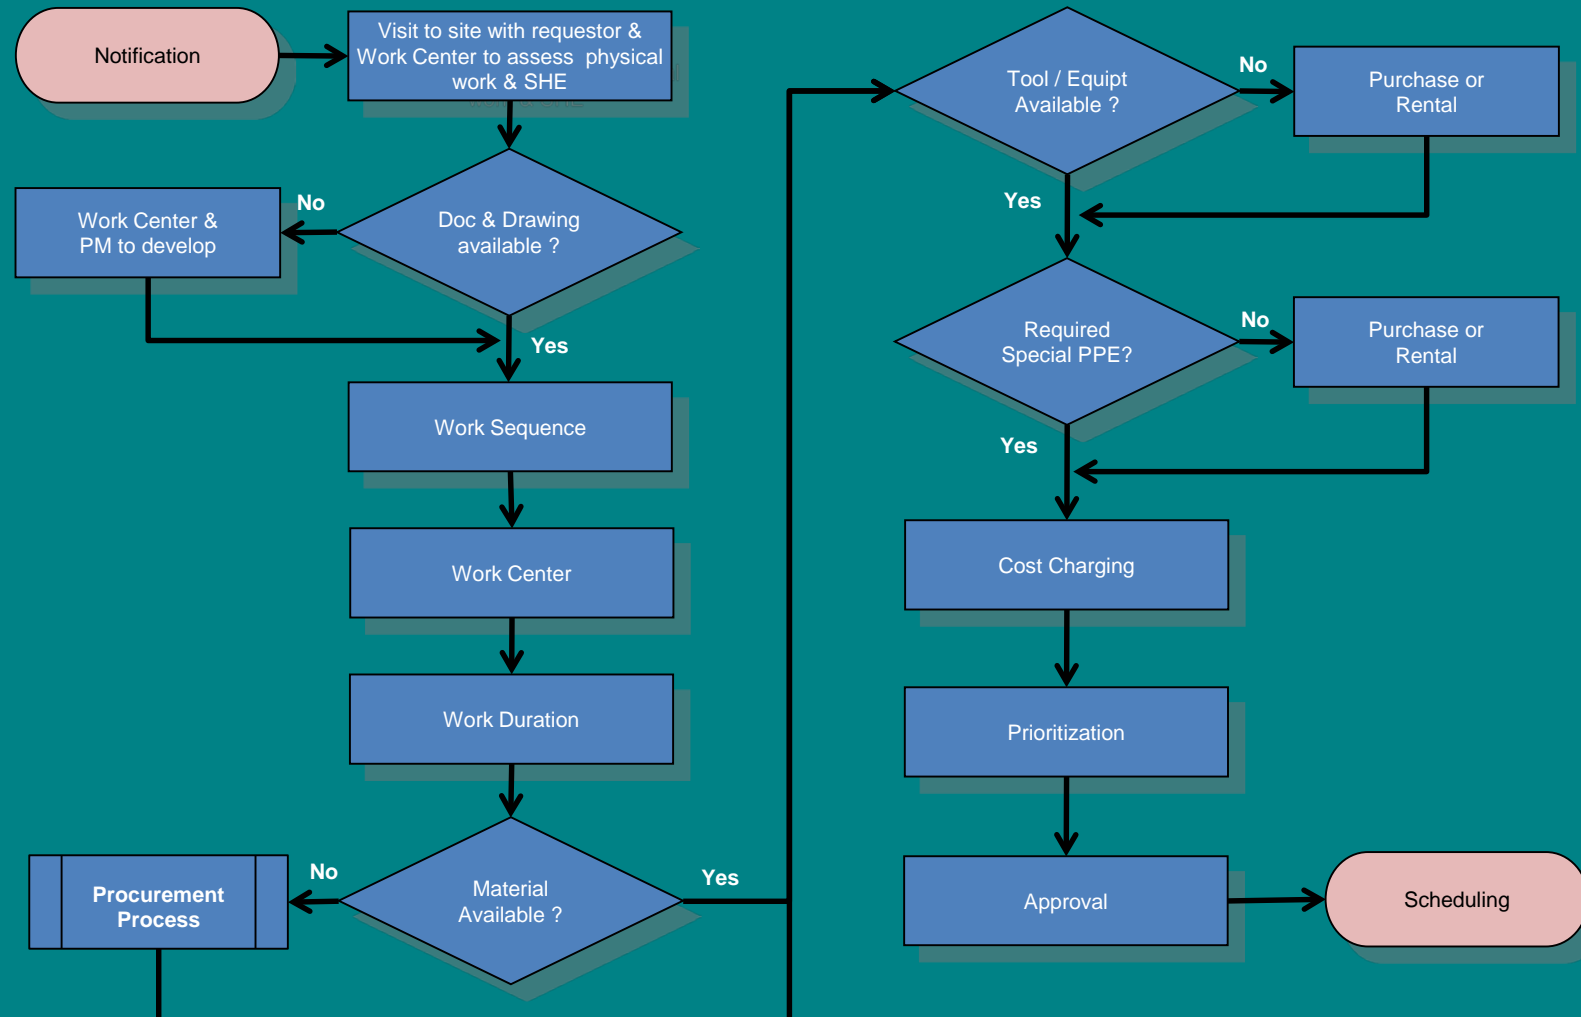 Notification
Visit to site with requestor &
Work Center to assess physical
work & SHE
Doc & Drawing
available ?
No
Work Center &
PM to develop
Yes
Work Sequence
Work Center
Work Duration
Material
Available ?
No
Procurement
Process
Yes
Tool / Equipt
Available ?
No
Purchase or
Rental
Yes
Required
Special PPE?
No
Purchase or
Rental
Yes
Cost Charging
Prioritization
Approval
Scheduling